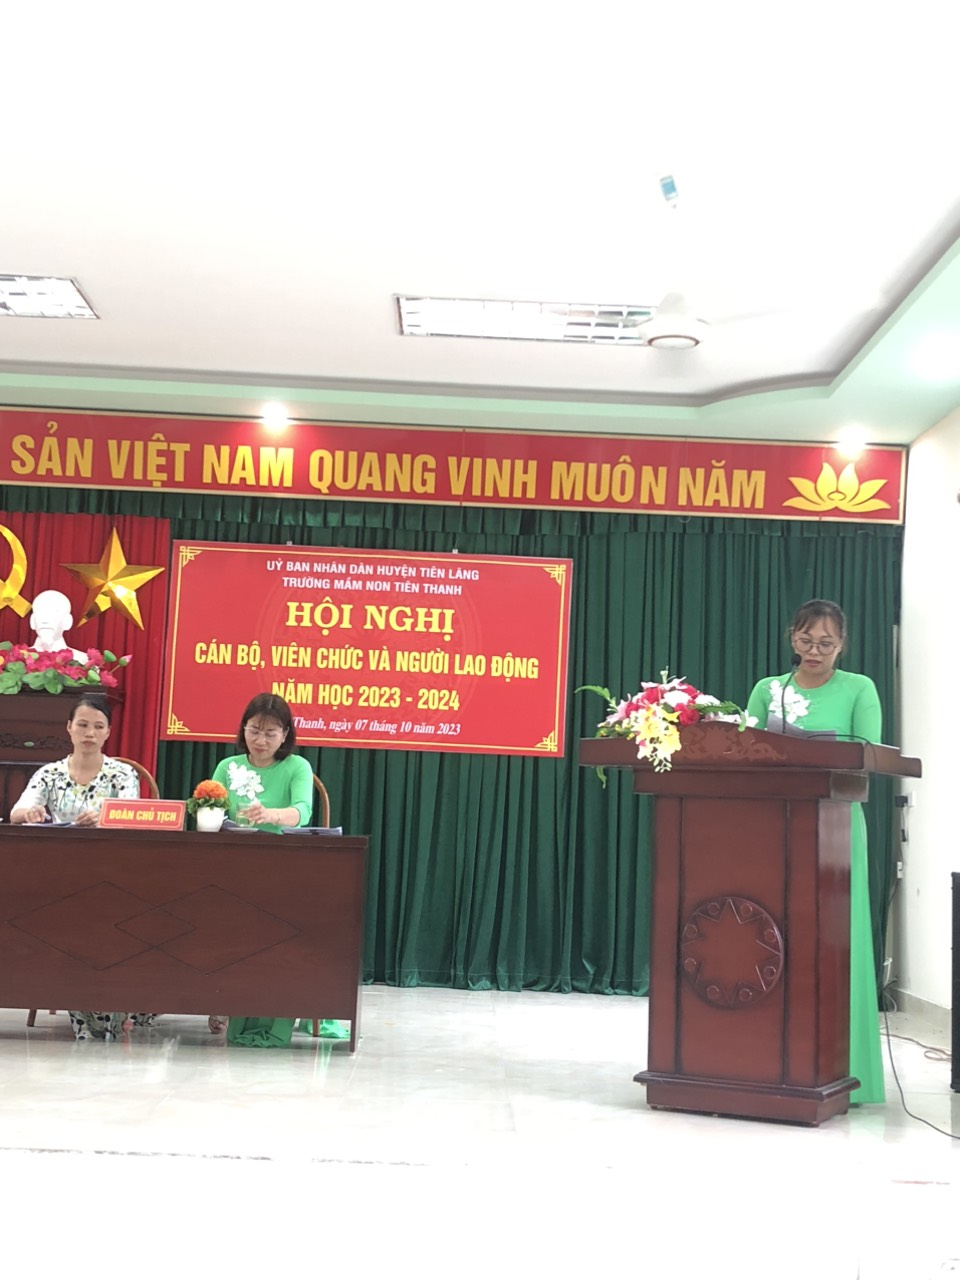 SẢN VIỆT NAM QUANG VINH MUÔN NĂM
UỶ BAN NHÂN DÂN HUYỆN TIÊN LÃNG
TRƯỜNG MẦM NON TIÊN THANH
HỘI NGHỊ
CÁN BỘ, VIÊN CHỨC VÀ NGƯỜI LAO ĐỘNG
NĂM HỌC 2023 - 2024
Thanh, ngày 07 tháng 10 năm 2023
ĐOÀN CHỦ TỊCH